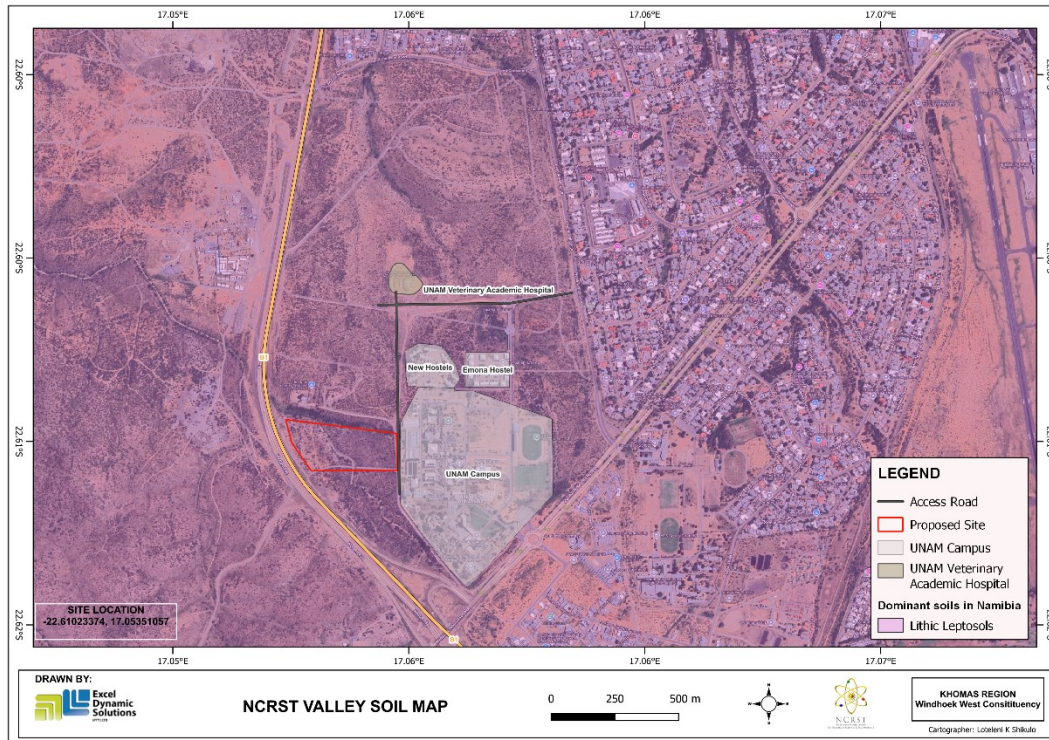 17.05°E
17.06°E
17.06°E
17.07°E
22.60°S
22.60°S
22.61°S
22.62°S
UNAM Veterinary Academic Hospital
New Hostels
Emona Hostel
UNAM Campus
B1
B1
SITE LOCATION
-22.61023374, 17.05351057
LEGEND
Access Road
Proposed Site
UNAM Campus
UNAM Veterinary
Academic Hospital
Dominant soils in Namibia
Lithic Leptosols
17.05°E
17.06°E
17.06°E
17.07°E
DRAWN BY:
Excel
Dynamic
Solutions
NCRST VALLEY SOIL MAP
0 250 500 m
NCRST
KHOMAS REGION
Windhoek West Consitituency
Cartographer: Loteleni K Shikulo